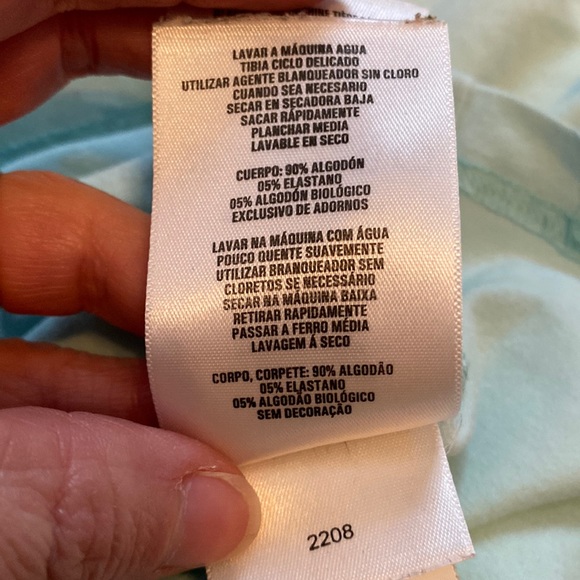 LAVAR A MÁQUINA AGUA
TIBIA CICLO DELICADO
UTILIZAR AGENTE BLANQUEADOR SIN CLORO
CUANDO SEA NECESARIO
SECAR EN SECADORA BAJA
SACAR RÁPIDAMENTE
PLANCHAR MEDIA
LAVABLE EN SECO
CUERPO: 90% ALGODÓN
05% ELASTANO
05% ALGODÓN BIOLÓGICO
EXCLUSIVO DE ADORNOS
LAVAR NA MÁQUINA COM ÁGUA
POUCO QUENTE SUAVEMENTE
UTILIZAR BRANQUEADOR SEM
CLORETOS SE NECESSÁRIO
SECAR NA MÁQUINA BAIXA
RETIRAR RAPIDAMENTE
PASSAR A FERRO MÉDIA
LAVAGEM Á SECO
CORPO, CORPETE: 90% ALGODÃO
05% ELASTANO
05% ALGODÃO BIOLÓGICO
SEM DECORAÇÃO
2208